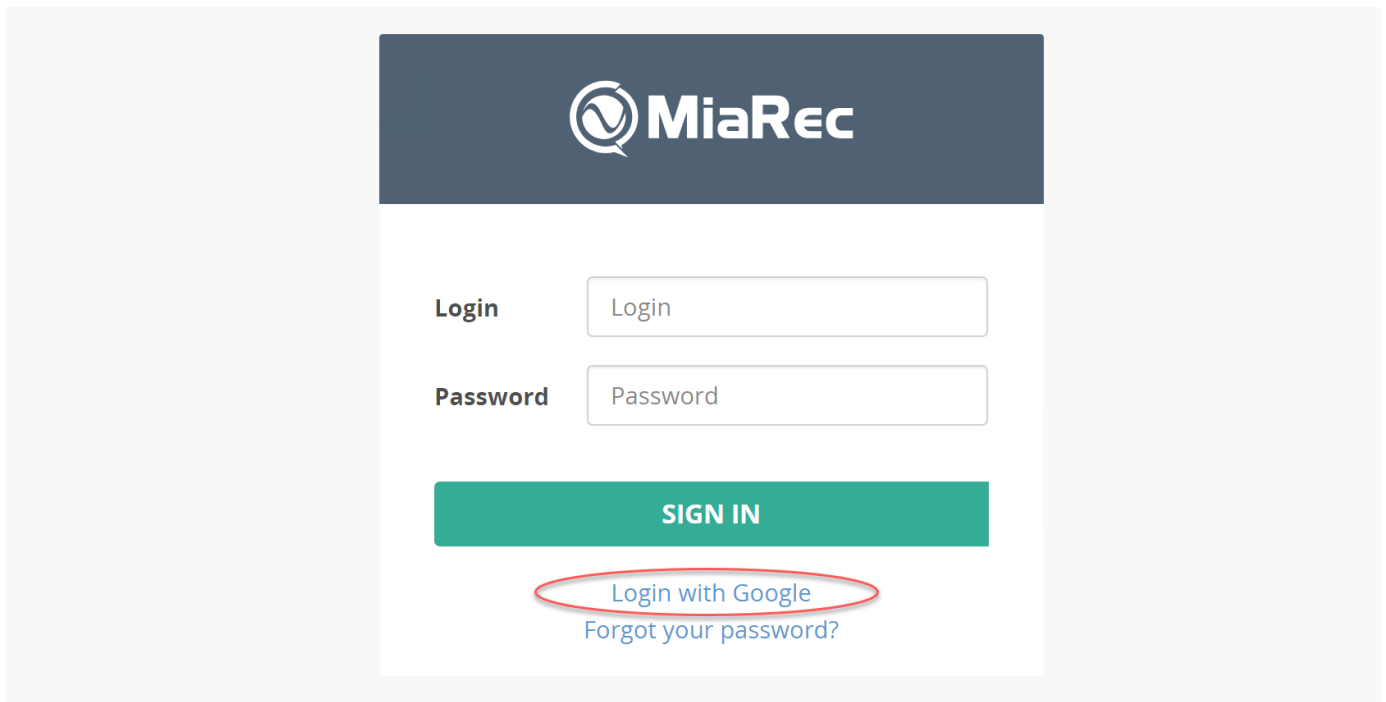 MiaRec
Login
Login
Password
Password
SIGN IN
Login with Google
Forgot your password?